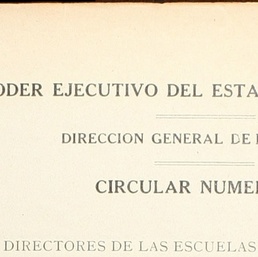 ODER EJECUTIVO DEL ESTA
DIRECCION GENERAL DE
CIRCULAR NUME
DIRECTORES DE LAS ESCUELAS